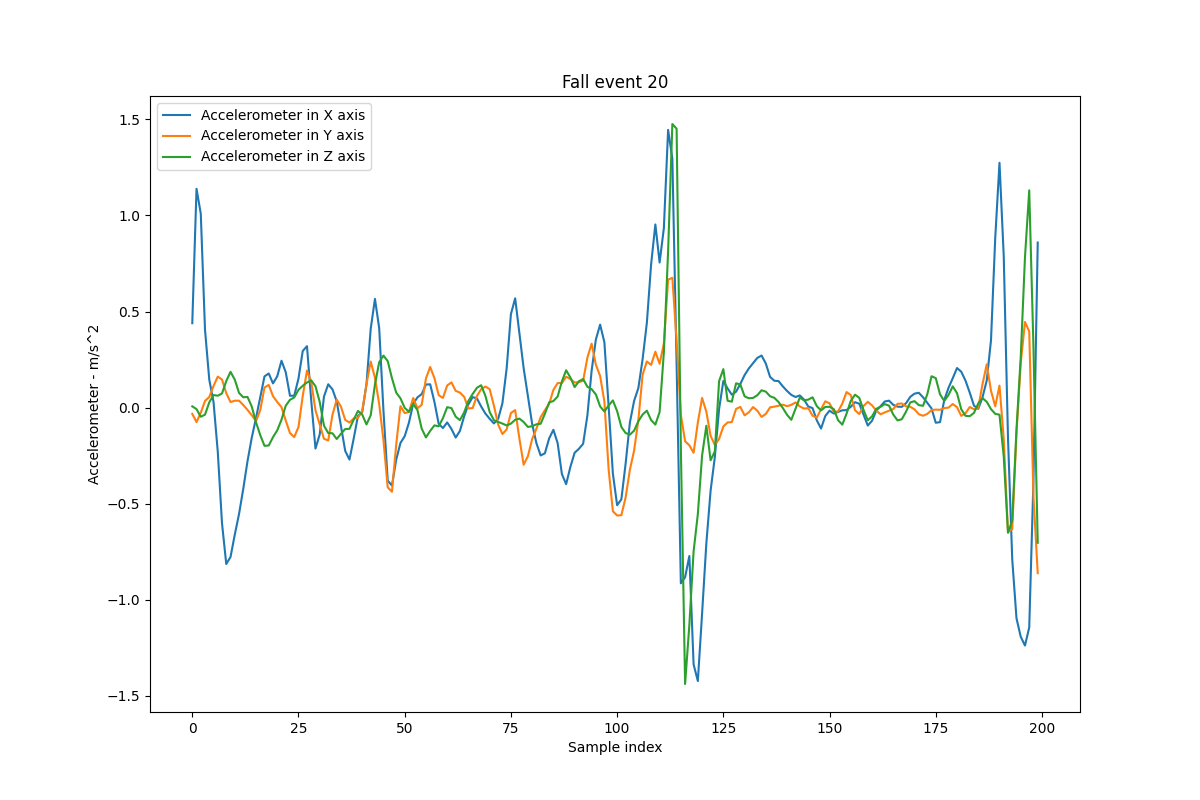 Fall event 20
Accelerometer in X axis
Accelerometer in Y axis
Accelerometer in Z axis
1.5
1.0
0.5
0.0
−0.5
−1.0
−1.5
Accelerometer - m/s^2
0 25 50 75 100 125 150 175 200
Sample index